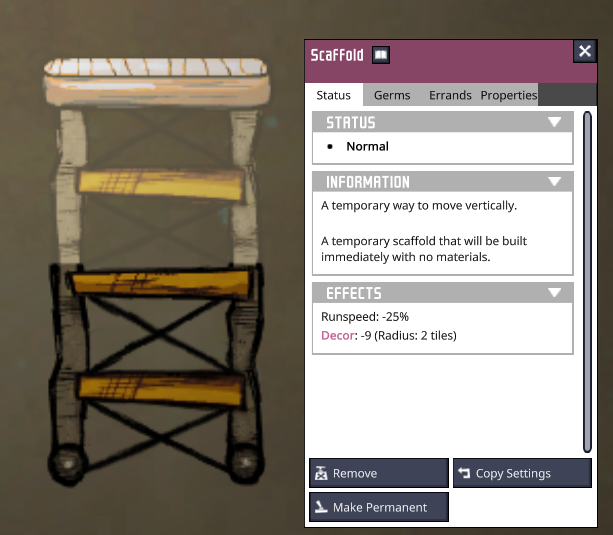 Scaffold
Status Germs Errands Properties
STATUS
• Normal
INFORMATION
A temporary way to move vertically.
A temporary scaffold that will be built
immediately with no materials.
EFFECTS
Runspeed: -25%
Decor: -9 (Radius: 2 tiles)
Remove
Copy Settings
Make Permanent